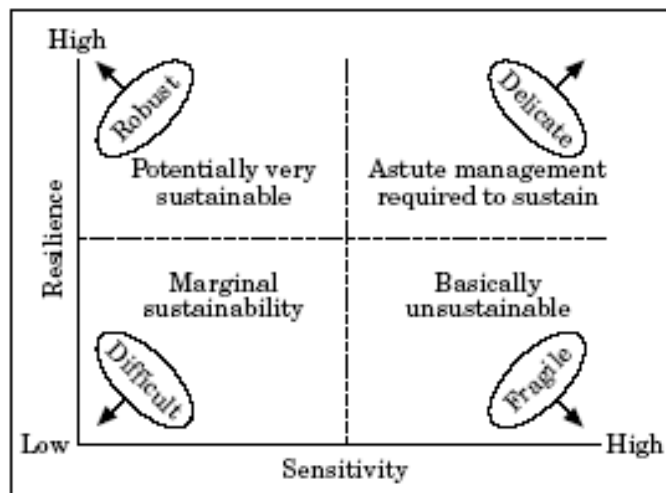 High
Robust
Delicate
Potentially very
sustainable
Astute management
required to sustain
Resilience
Marginal
sustainability
Basically
unsustainable
Difficult
Fragile
Low
High
Sensitivity